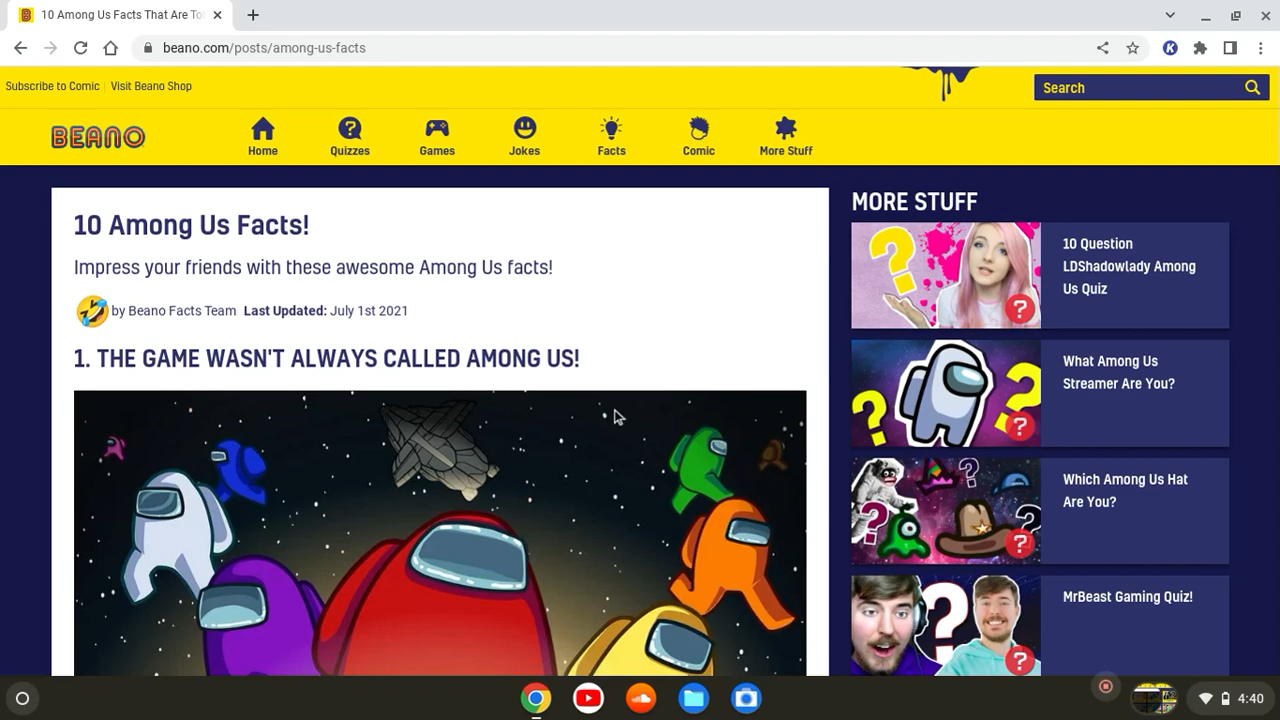 10 Among Us Facts That Are To
beano.com/posts/among-us-facts
Subscribe to Comic
Visit Beano Shop
Search
BEANO
Home
Quizzes
Games
Jokes
Facts
Comic
More Stuff
10 Among Us Facts!
Impress your friends with these awesome Among Us facts!
by Beano Facts Team Last Updated: July 1st 2021
1. THE GAME WASN'T ALWAYS CALLED AMONG US!
MORE STUFF
10 Question
LDShadowlady Among
Us Quiz
What Among Us
Streamer Are You?
Which Among Us Hat
Are You?
MrBeast Gaming Quiz!
4:40